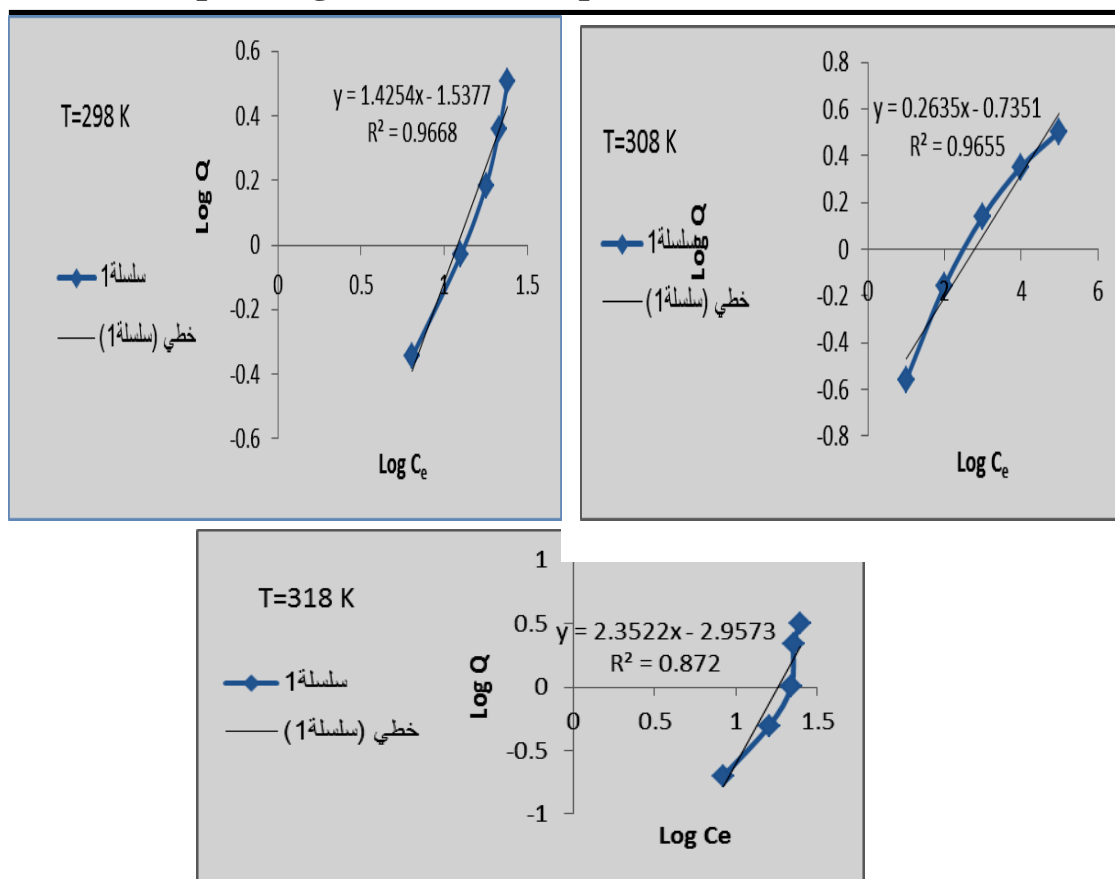 T=298 K
y = 1.4254x - 1.5377
R² = 0.9668
Log Q
0.6
0.4
0.2
0
-0.2
-0.4
-0.6
0
0.5
1
1.5
Log Cₑ
سلسلة1
خطي (سلسلة1)
T=308 K
y = 0.2635x - 0.7351
R² = 0.9655
Log Q
0.8
0.6
0.4
0.2
0
-0.2
-0.4
-0.6
-0.8
0
2
4
6
Log Cₑ
سلسلة1
خطي (سلسلة1)
T=318 K
y = 2.3522x - 2.9573
R² = 0.872
Log Q
1
0.5
0
-0.5
-1
0
0.5
1
1.5
Log Ce
سلسلة1
خطي (سلسلة1)